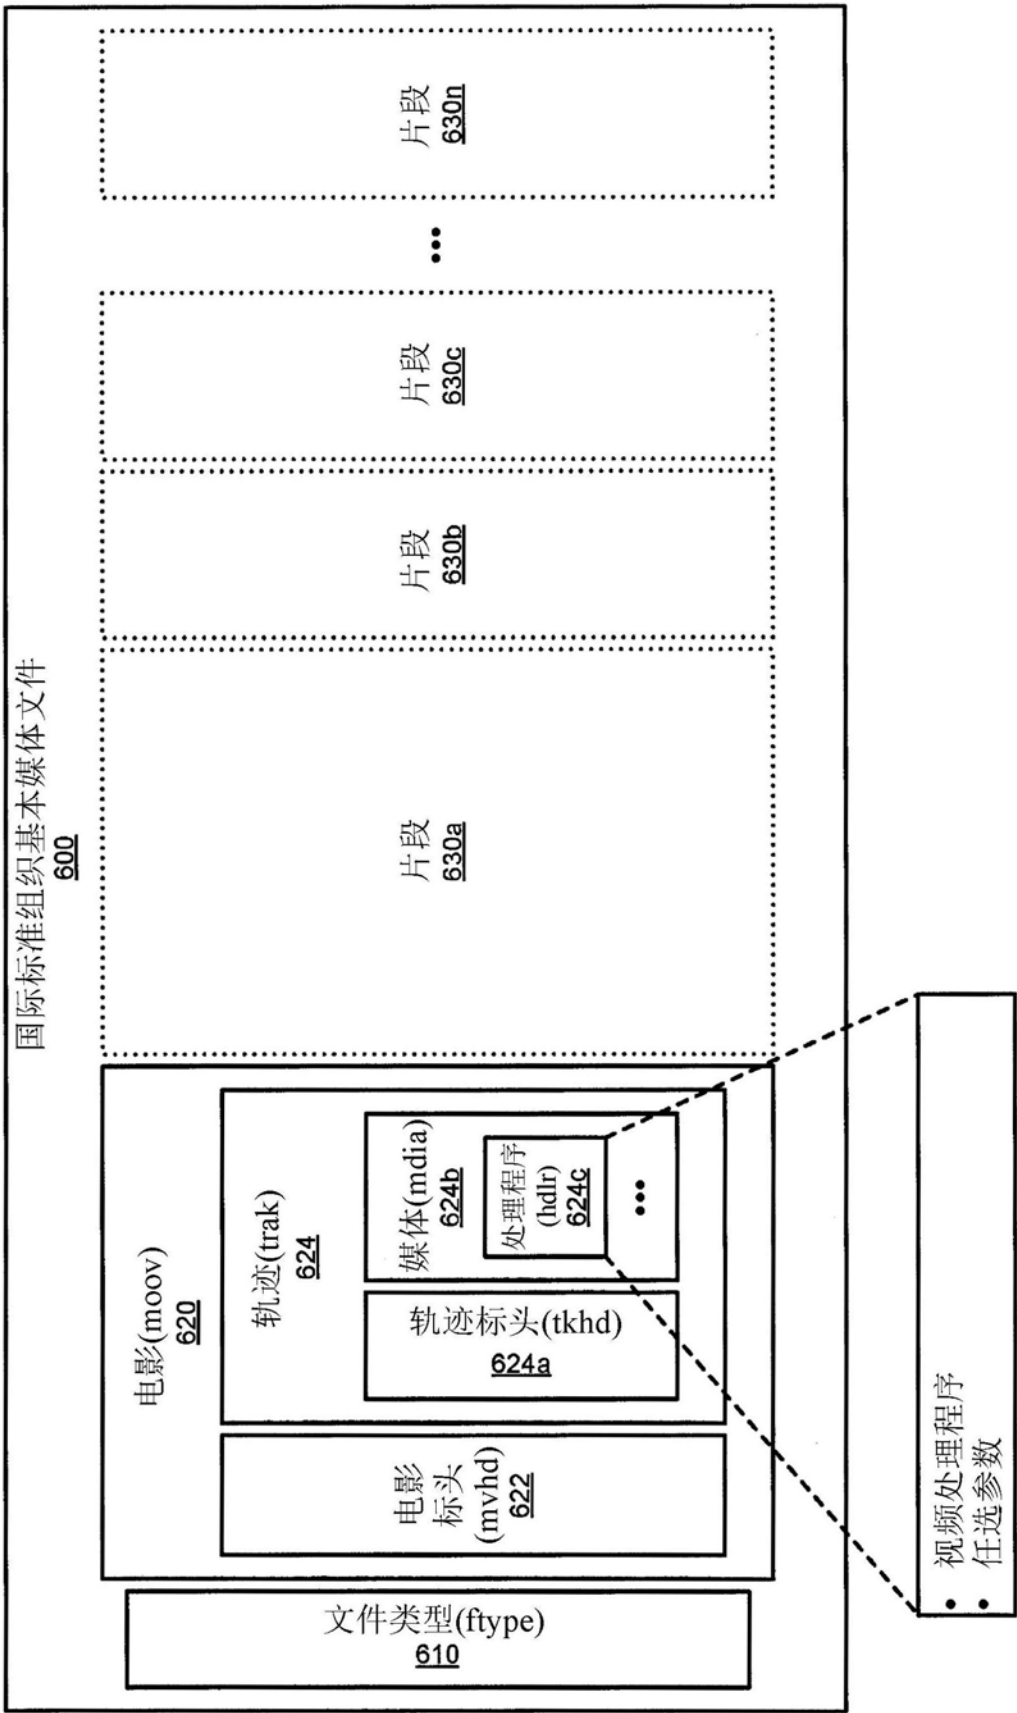 国际标准组织基本媒体文件
600
文件类型(ftype)
610
电影(moov)
620
电影
标头
(mvhd)
622
轨迹(trak)
624
轨迹标头(tkhd)
624a
媒体(mdia)
624b
处理程序
(hdlr)
624c
•••
片段
630a
片段
630b
片段
630c
•••
片段
630n
• 视频处理程序
• 任选参数